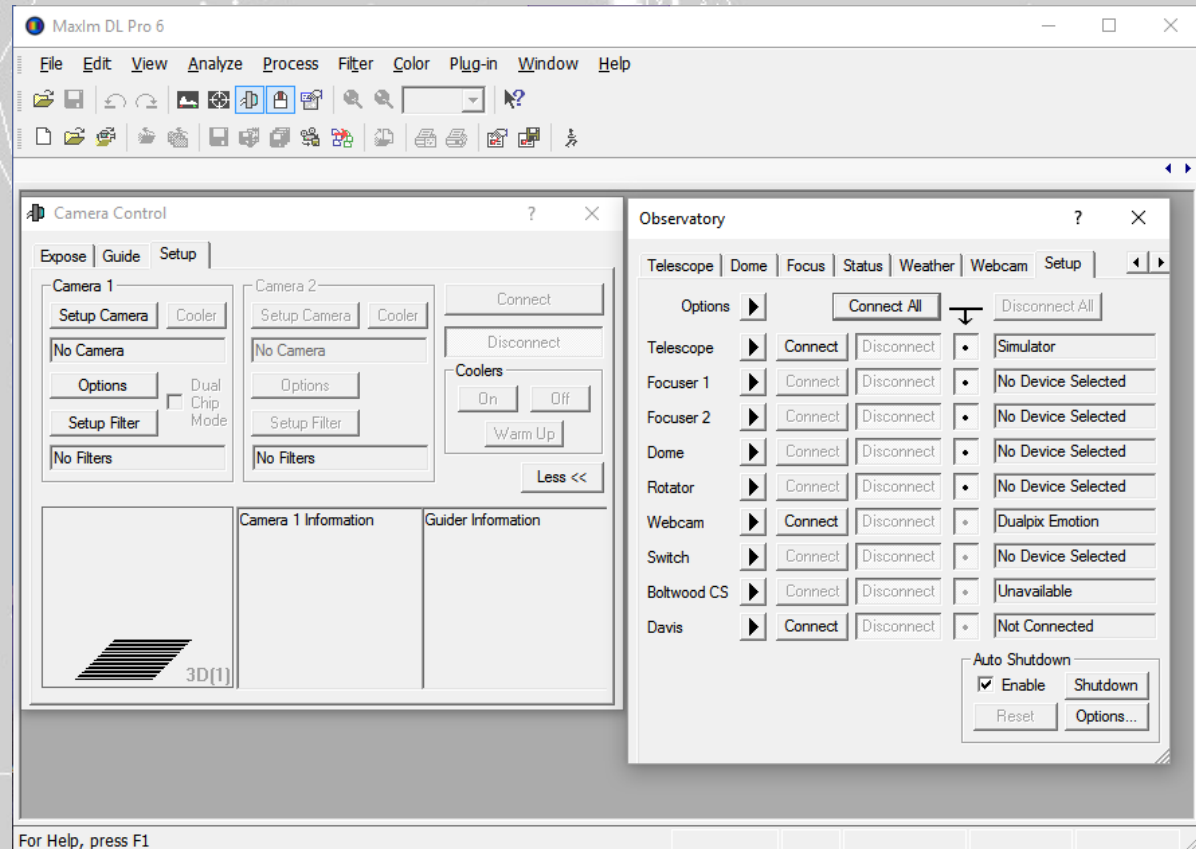 MaxIm DL Pro 6
File Edit View Analyze Process Filter Color Plug-in Window Help
Camera Control ?
Expose Guide Setup
Camera 1
Setup Camera Cooler
No Camera
Options Dual Chip Mode
Setup Filter
No Filters
Camera 2
Setup Camera Cooler
No Camera
Options
Setup Filter
No Filters
Connect
Disconnect
Coolers
On Off
Warm Up
Less <<
3D(1)
Camera 1 Information
Guider Information
Observatory ?
Telescope Dome Focus Status Weather Webcam Setup
Options Connect All Disconnect All
Telescope Connect Disconnect Simulator
Focuser 1 Connect Disconnect No Device Selected
Focuser 2 Connect Disconnect No Device Selected
Dome Connect Disconnect No Device Selected
Rotator Connect Disconnect No Device Selected
Webcam Connect Disconnect Dualpix Emotion
Switch Connect Disconnect No Device Selected
Boltwood CS Connect Disconnect Unavailable
Davis Connect Disconnect Not Connected
Auto Shutdown
Enable Shutdown
Reset Options...
For Help, press F1